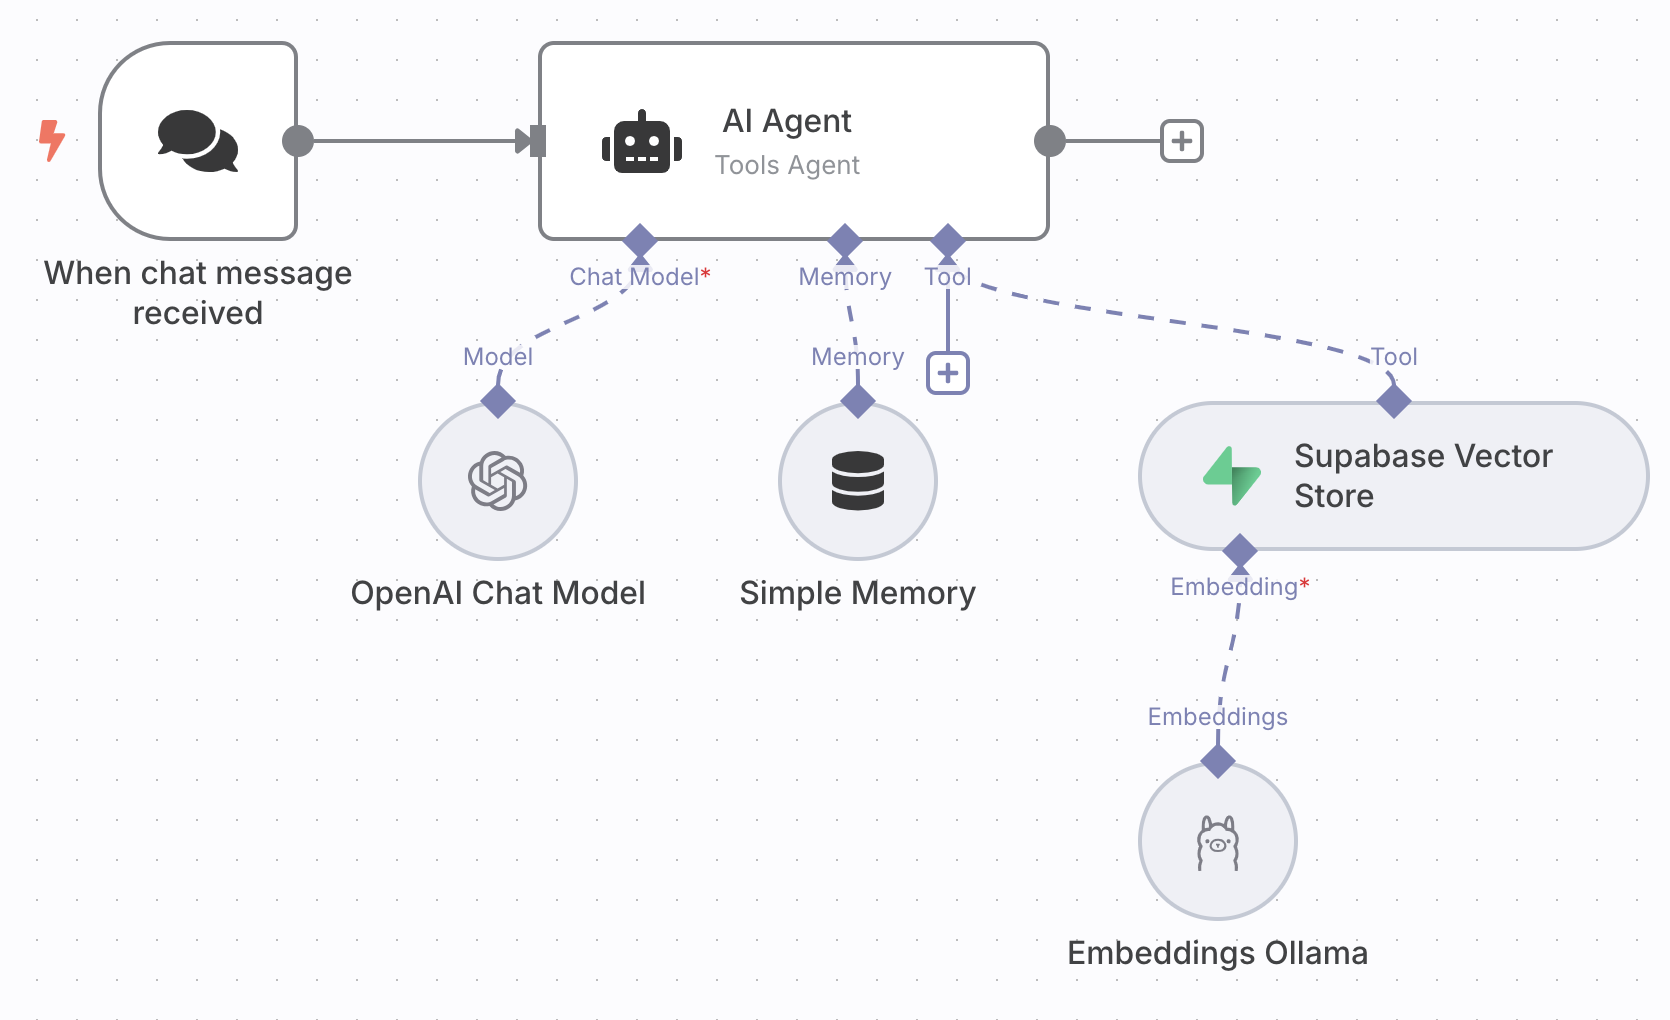 AI Agent
Tools Agent
When chat message
received
Chat Model*
Memory
Tool
Model
Memory
Tool
OpenAI Chat Model
Simple Memory
Supabase Vector
Store
Embedding*
Embeddings
Embeddings Ollama